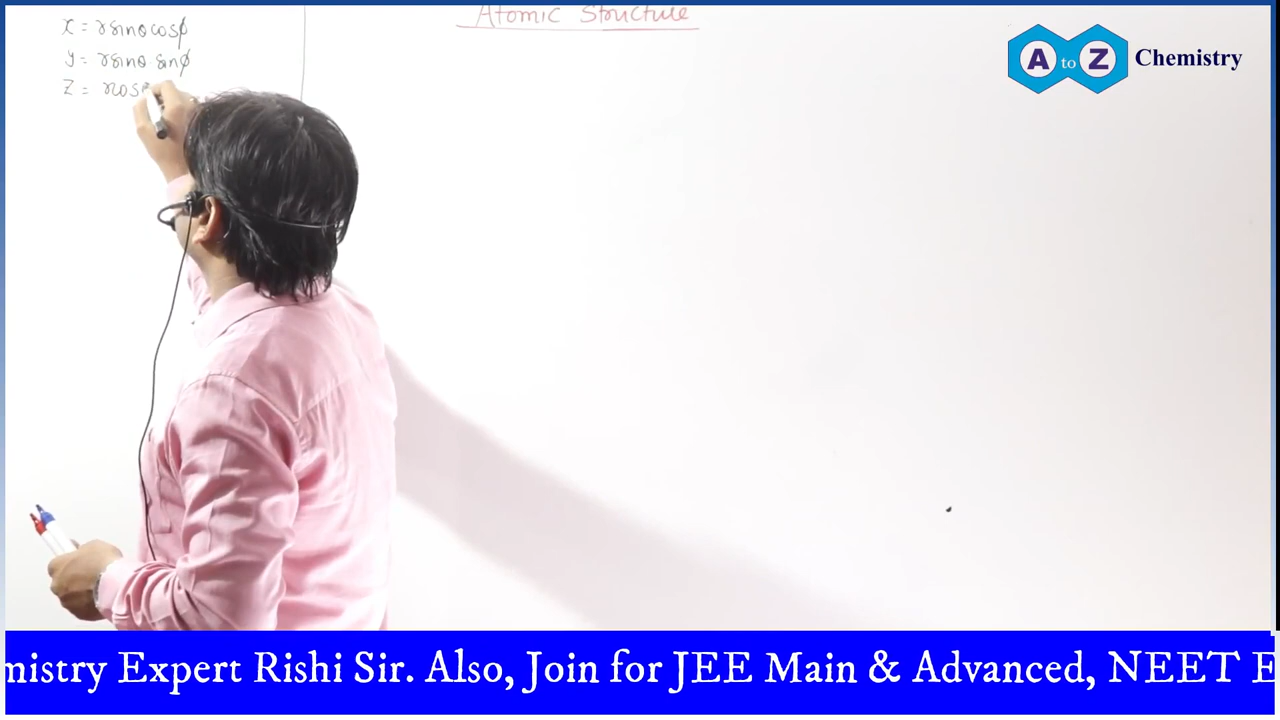 Atomic Structure
x = r sinθ cosϕ
y = r sinθ sinϕ
z = r cosθ
A to Z Chemistry
mistry Expert Rishi Sir. Also, Join for JEE Main & Advanced, NEET E